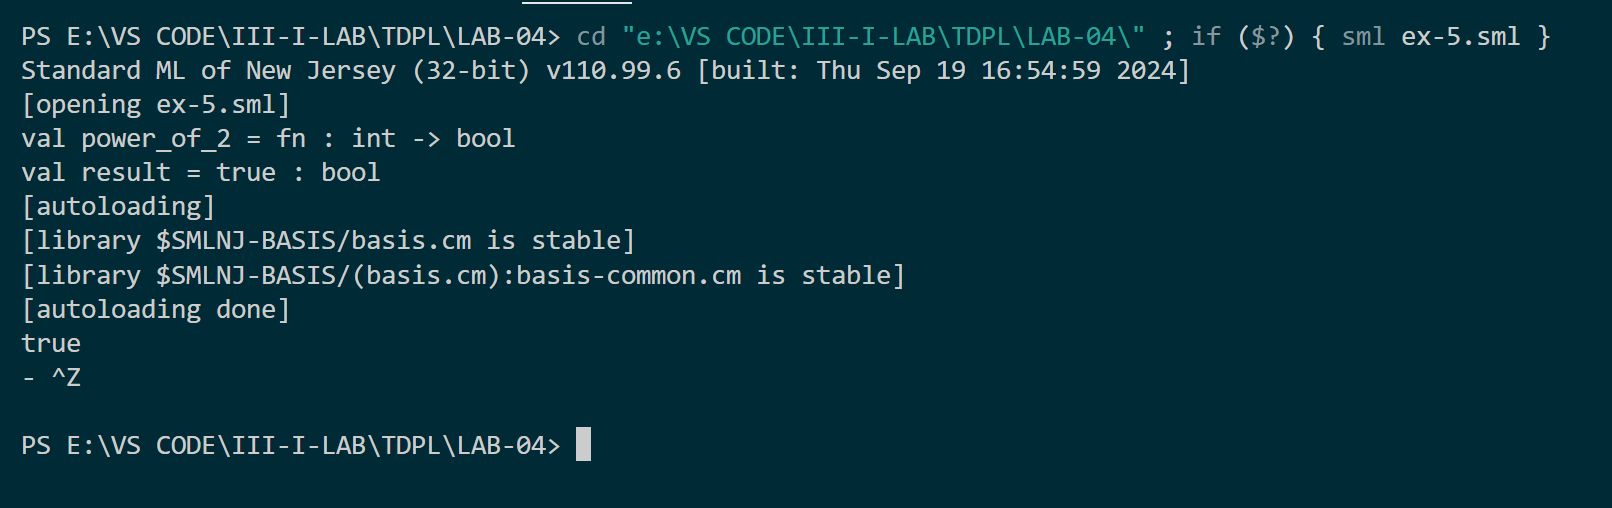 PS E:\VS CODE\III-I-LAB\TDPL\LAB-04> cd "e:\VS CODE\III-I-LAB\TDPL\LAB-04\" ; if ($?) { sml ex-5.sml }
Standard ML of New Jersey (32-bit) v110.99.6 [built: Thu Sep 19 16:54:59 2024]
[opening ex-5.sml]
val power_of_2 = fn : int -> bool
val result = true : bool
[autoloading]
[library $SMLNJ-BASIS/basis.cm is stable]
[library $SMLNJ-BASIS/(basis.cm):basis-common.cm is stable]
[autoloading done]
true
- ^Z
PS E:\VS CODE\III-I-LAB\TDPL\LAB-04>